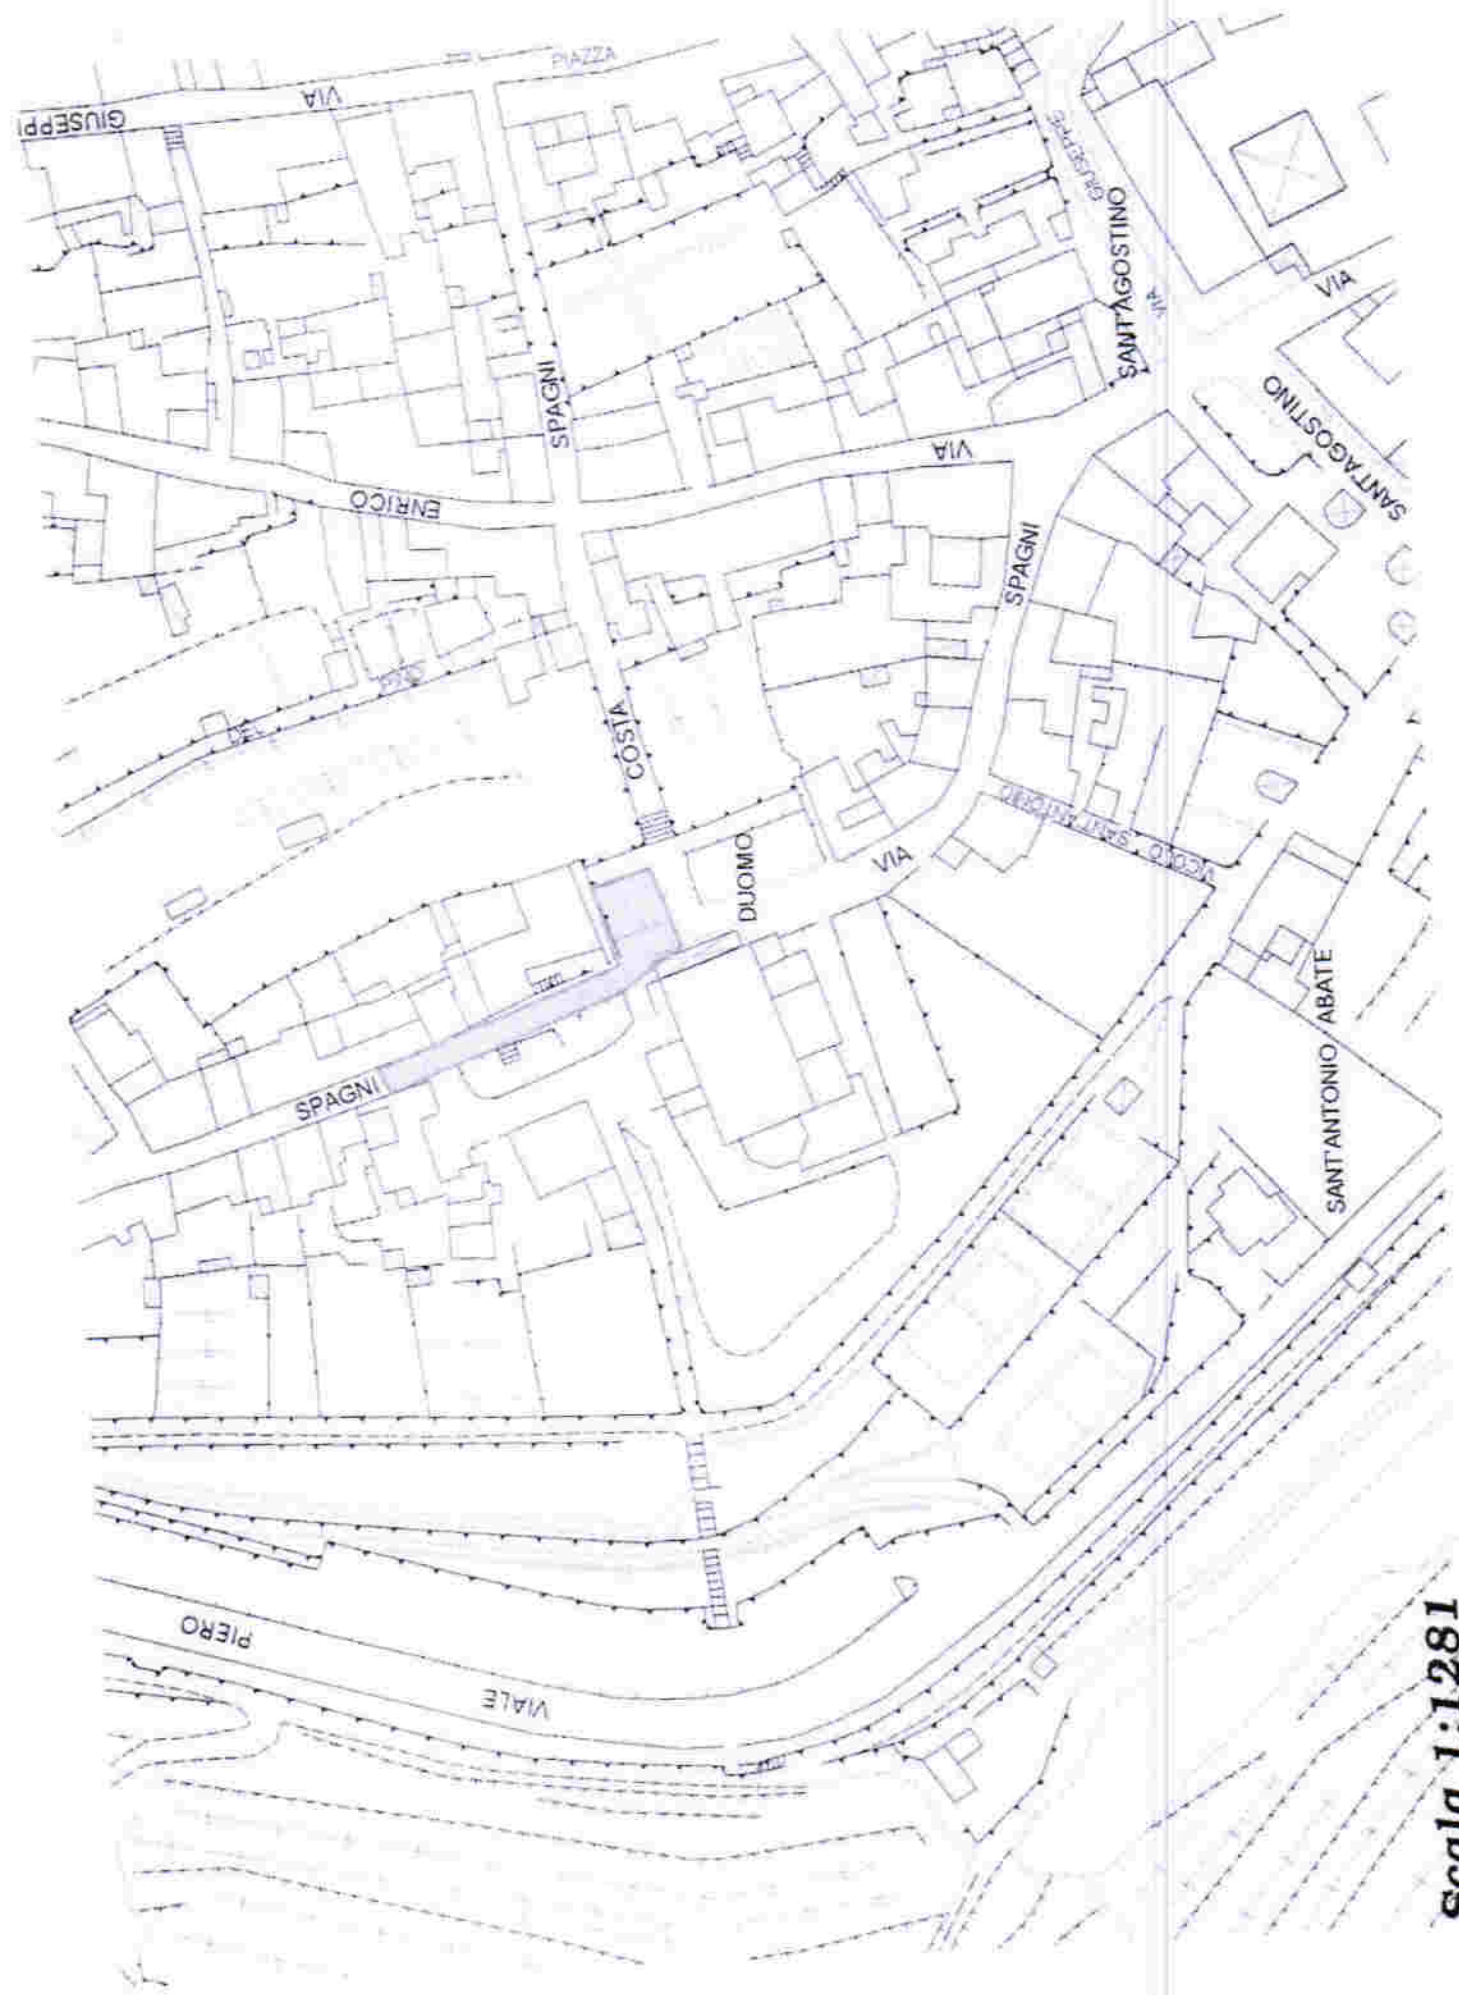 GIUSEPPI
VIA
PIAZZA
GIUSEPPE
SANT'AGOSTINO
VIA
VIA
SPAGNI
SANT'AGOSTINO
VIA
ENRICO
SPAGNI
COSTA
DUOMO
VIA
VICOLO SANT'ANTONIO
SPAGNI
SANT'ANTONIO ABATE
PIERO
VIALE
Scala 1:1281